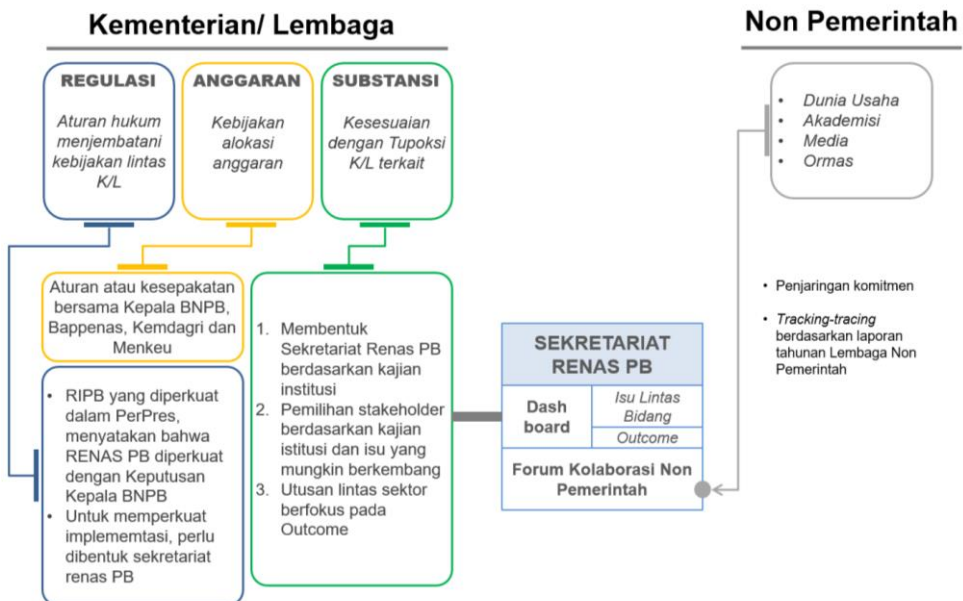 Kementerian/ Lembaga
Non Pemerintah
REGULASI
Aturan hukum
menjembatani
kebijakan lintas
K/L
ANGGARAN
Kebijakan
alokasi
anggaran
SUBSTANSI
Kesesuaian
dengan Tupoksi
K/L terkait
• Dunia Usaha
• Akademisi
• Media
• Ormas
Aturan atau kesepakatan
bersama Kepala BNPB,
Bappenas, Kemdagri dan
Menkeu
• RIPB yang diperkuat
dalam PerPres,
menyatakan bahwa
RENAS PB diperkuat
dengan Keputusan
Kepala BNPB
• Untuk memperkuat
implememtasi, perlu
dibentuk sekretariat
renas PB
1. Membentuk
Sekretariat Renas PB
berdasarkan kajian
institusi
2. Pemilihan stakeholder
berdasarkan kajian
istitusi dan isu yang
mungkin berkembang
3. Utusan lintas sektor
berfokus pada
Outcome
SEKRETARIAT
RENAS PB
Dash
board
Isu Lintas
Bidang
Outcome
Forum Kolaborasi Non
Pemerintah
• Penjaringan komitmen
• Tracking-tracing
berdasarkan laporan
tahunan Lembaga Non
Pemerintah